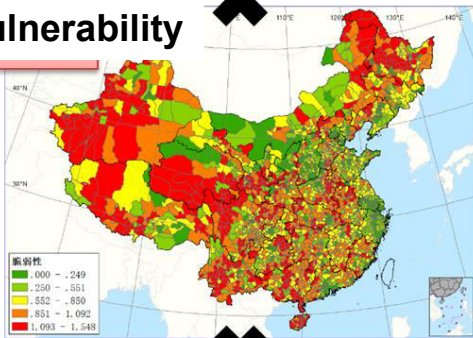 ulnerability
110°E
120°E
130°E
140°E
40°N
30°N
脆弱性
.000 - .249
.250 - .551
.552 - .850
.851 - 1.092
1.093 - 1.548